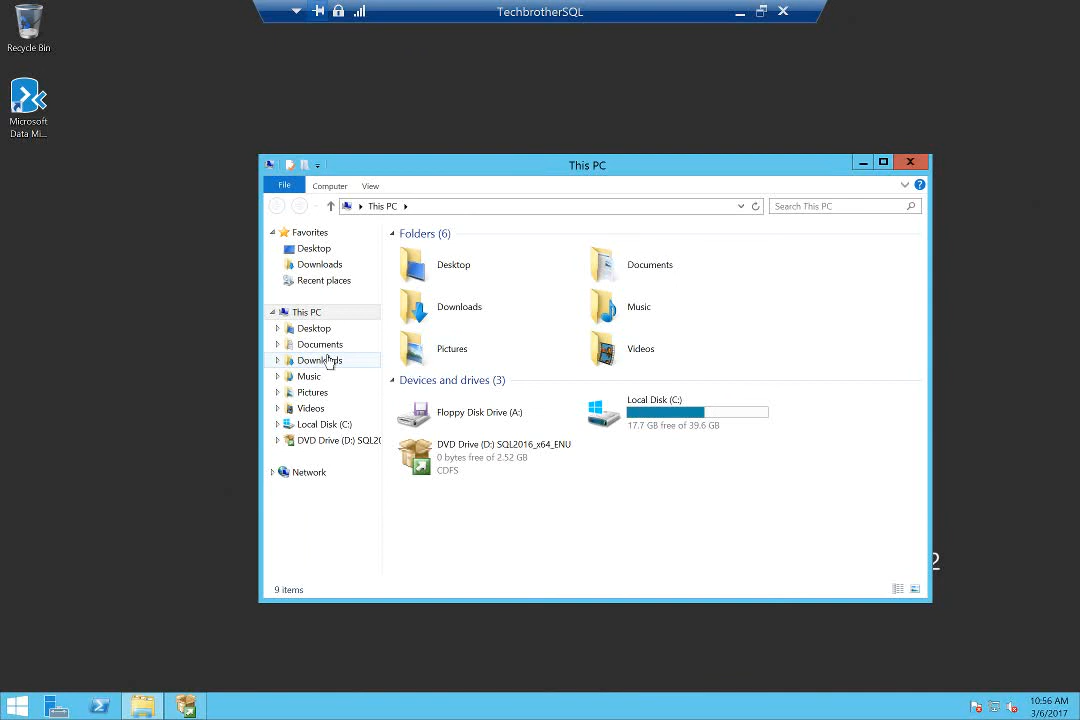 TechbrotherSQL
Recycle Bin
Microsoft
Data Mi...
This PC
File
Computer
View
This PC
Search This PC
Favorites
Desktop
Downloads
Recent places
This PC
Desktop
Documents
Downloads
Music
Pictures
Videos
Local Disk (C:)
DVD Drive (D:) SQL20
Network
Folders (6)
Desktop
Documents
Downloads
Music
Pictures
Videos
Devices and drives (3)
Floppy Disk Drive (A:)
Local Disk (C:)
17.7 GB free of 39.6 GB
DVD Drive (D:) SQL2016_x64_ENU
0 bytes free of 2.52 GB
CDFS
2
9 items
10:56 AM
3/6/2017